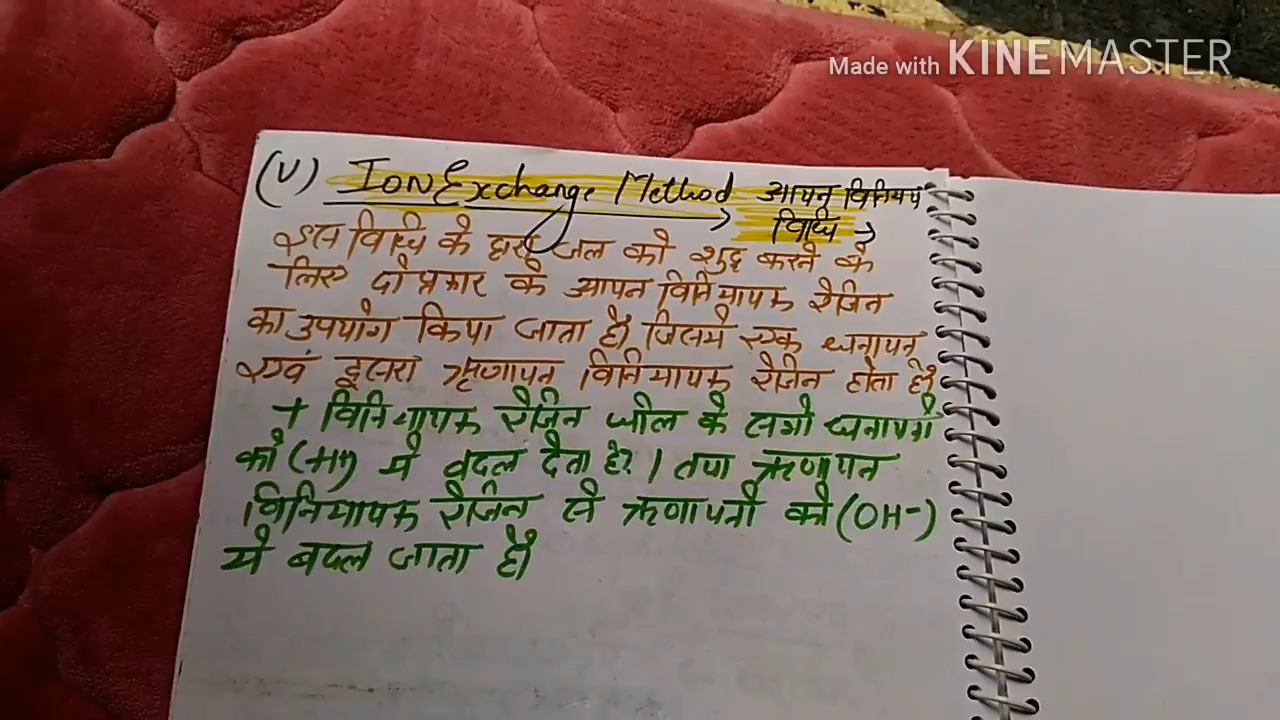 Made with KINEMASTER
(V) Ion Exchange Method आयन विनिमय
विधि →
इस विधि के द्वारा जल को शुद्ध करने के
लिए दो प्रकार के आयन विनिमायक रेजिन
का उपयोग किया जाता है। जिसमे एक धनायन
एवं दूसरा ऋणायन विनिमायक रेजिन होता है।
+ विनिमायक रेजिन घोल के सभी धनायनो
को (H+) मे बदल देता है। तथा ऋणायन
विनिमायक रेजिन से ऋणायनो को (OH-)
मे बदल जाता है।